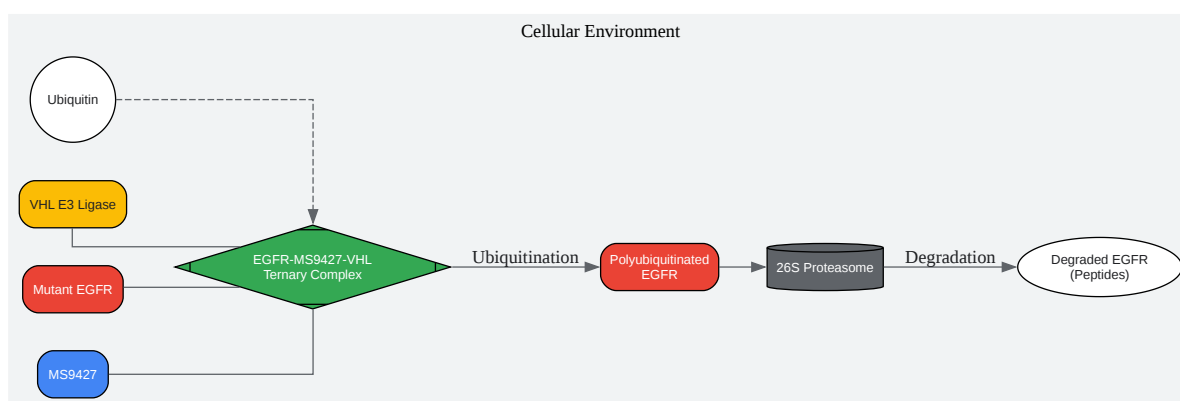 Cellular Environment
Ubiquitin
VHL E3 Ligase
Mutant EGFR
MS9427
EGFR-MS9427-VHL
Ternary Complex
Ubiquitination
Polyubiquitinated
EGFR
26S Proteasome
Degradation
Degraded EGFR
(Peptides)